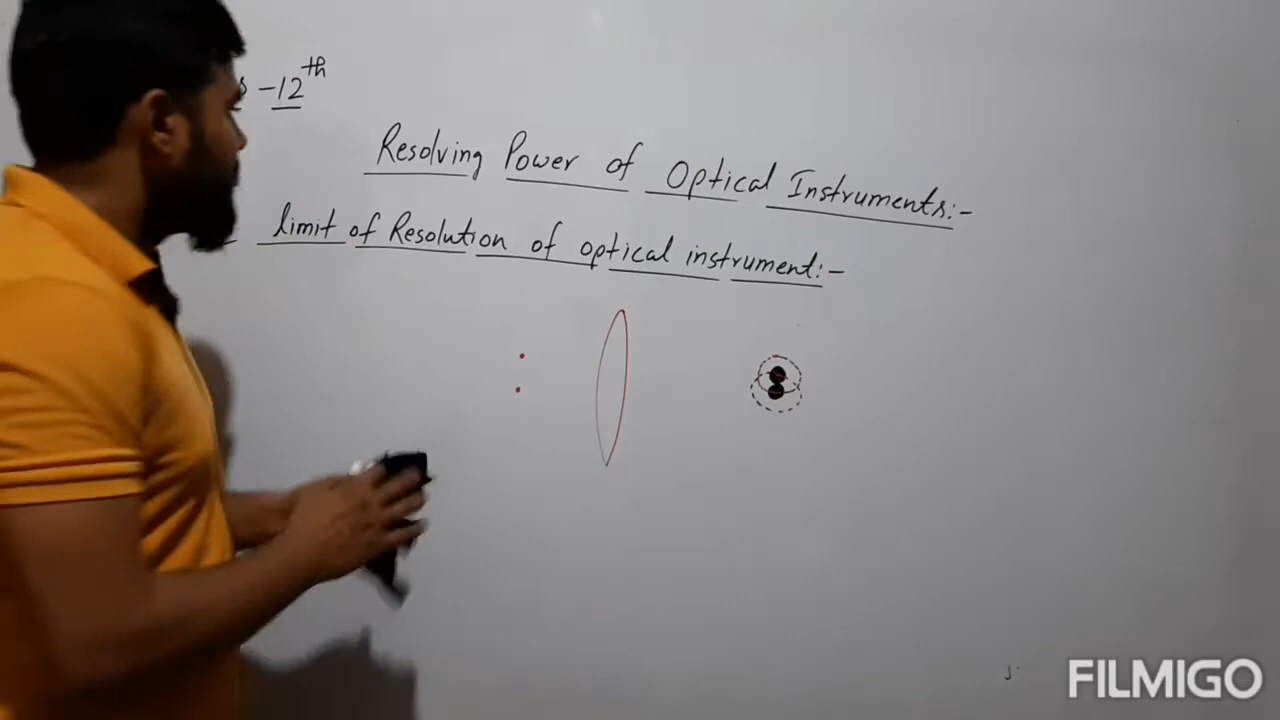 -12th
Resolving Power of Optical Instruments:-
limit of Resolution of optical instrument:-
FILMIGO